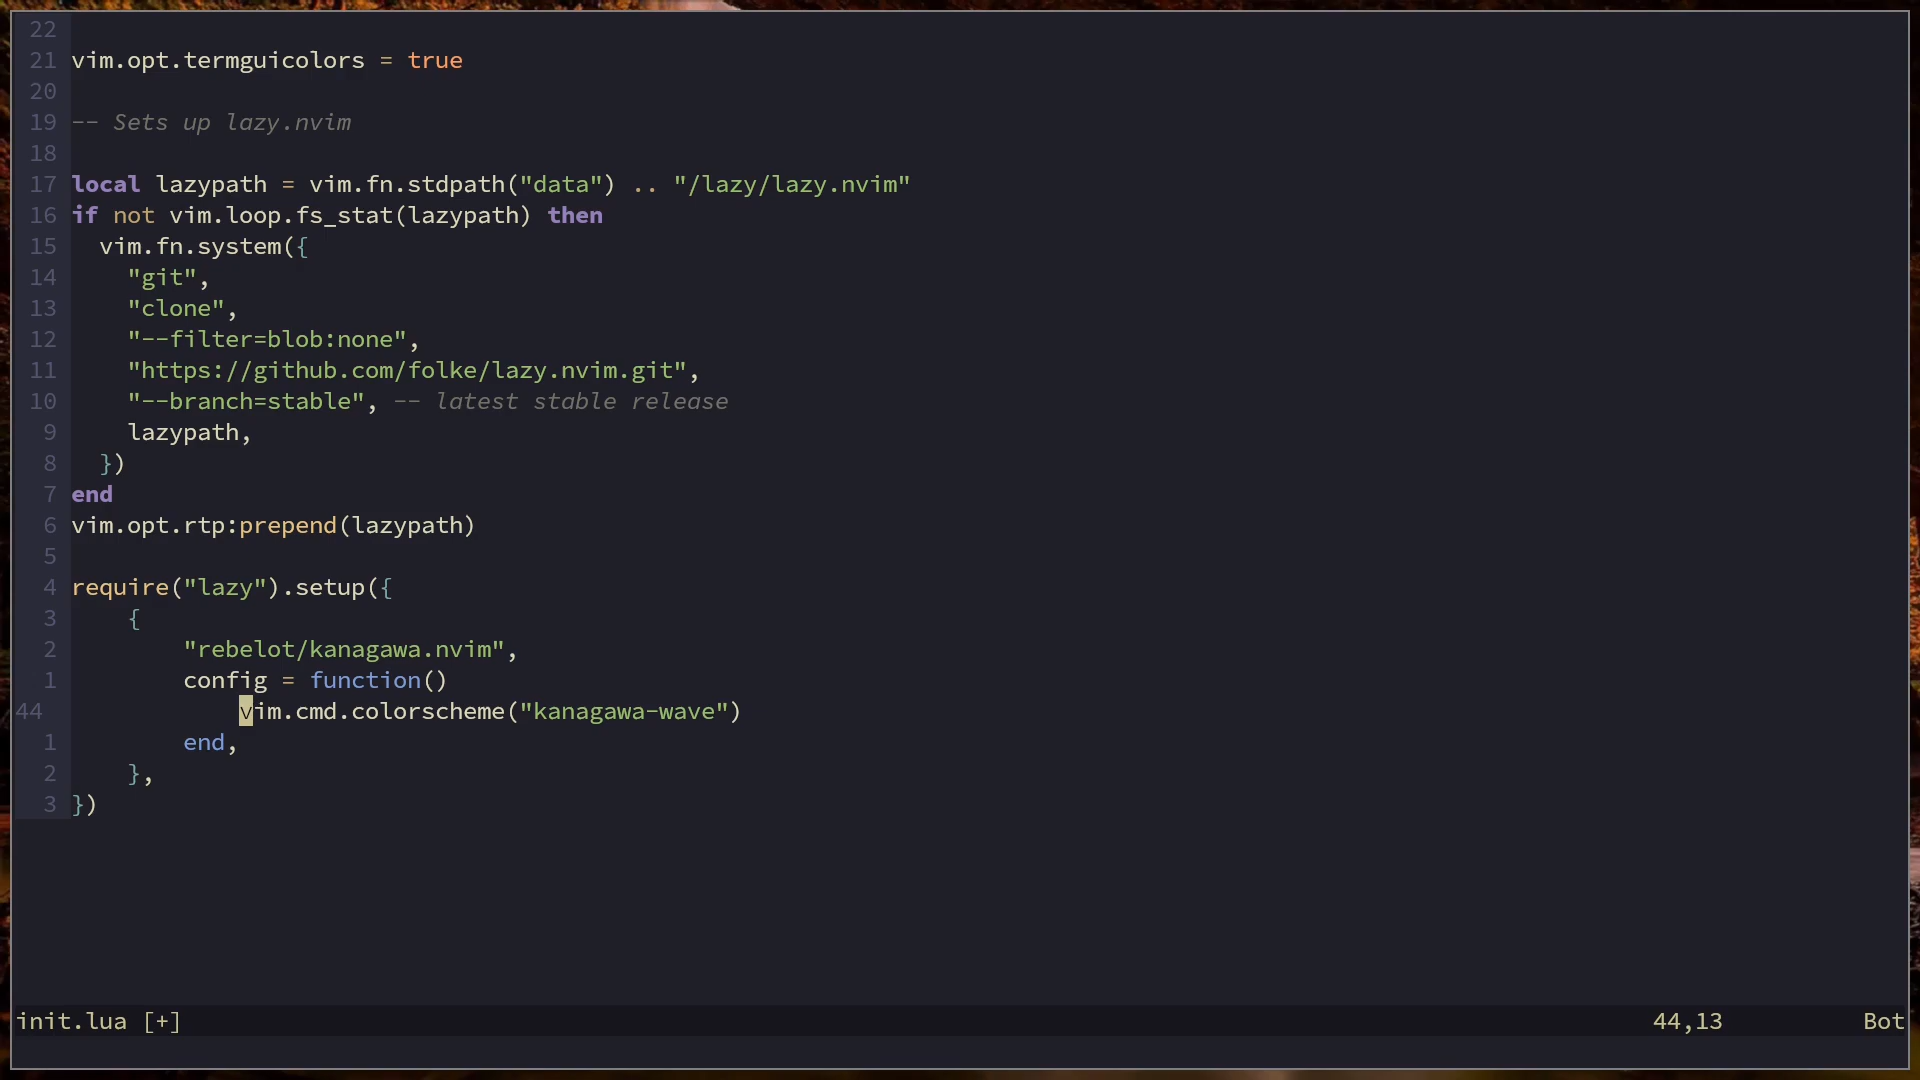 22
21 vim.opt.termguicolors = true
20
19 -- Sets up lazy.nvim
18
17 local lazypath = vim.fn.stdpath("data") .. "/lazy/lazy.nvim"
16 if not vim.loop.fs_stat(lazypath) then
15   vim.fn.system({
14     "git",
13     "clone",
12     "--filter=blob:none",
11     "https://github.com/folke/lazy.nvim.git",
10     "--branch=stable", -- latest stable release
9     lazypath,
8   })
7 end
6 vim.opt.rtp:prepend(lazypath)
5
4 require("lazy").setup({
3     {
2         "rebelot/kanagawa.nvim",
1         config = function()
44             vim.cmd.colorscheme("kanagawa-wave")
1         end,
2     },
3 })
init.lua [+] 44,13 Bot